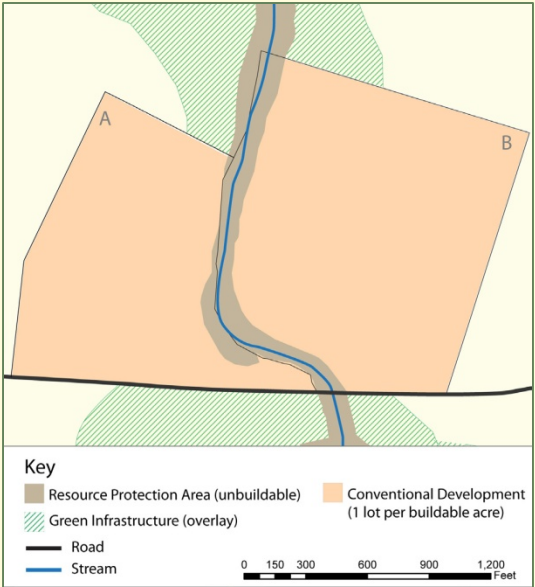 A
B
Key
Resource Protection Area (unbuildable)
Conventional Development
(1 lot per buildable acre)
Green Infrastructure (overlay)
Road
Stream
0 150 300 600 900 1,200
Feet